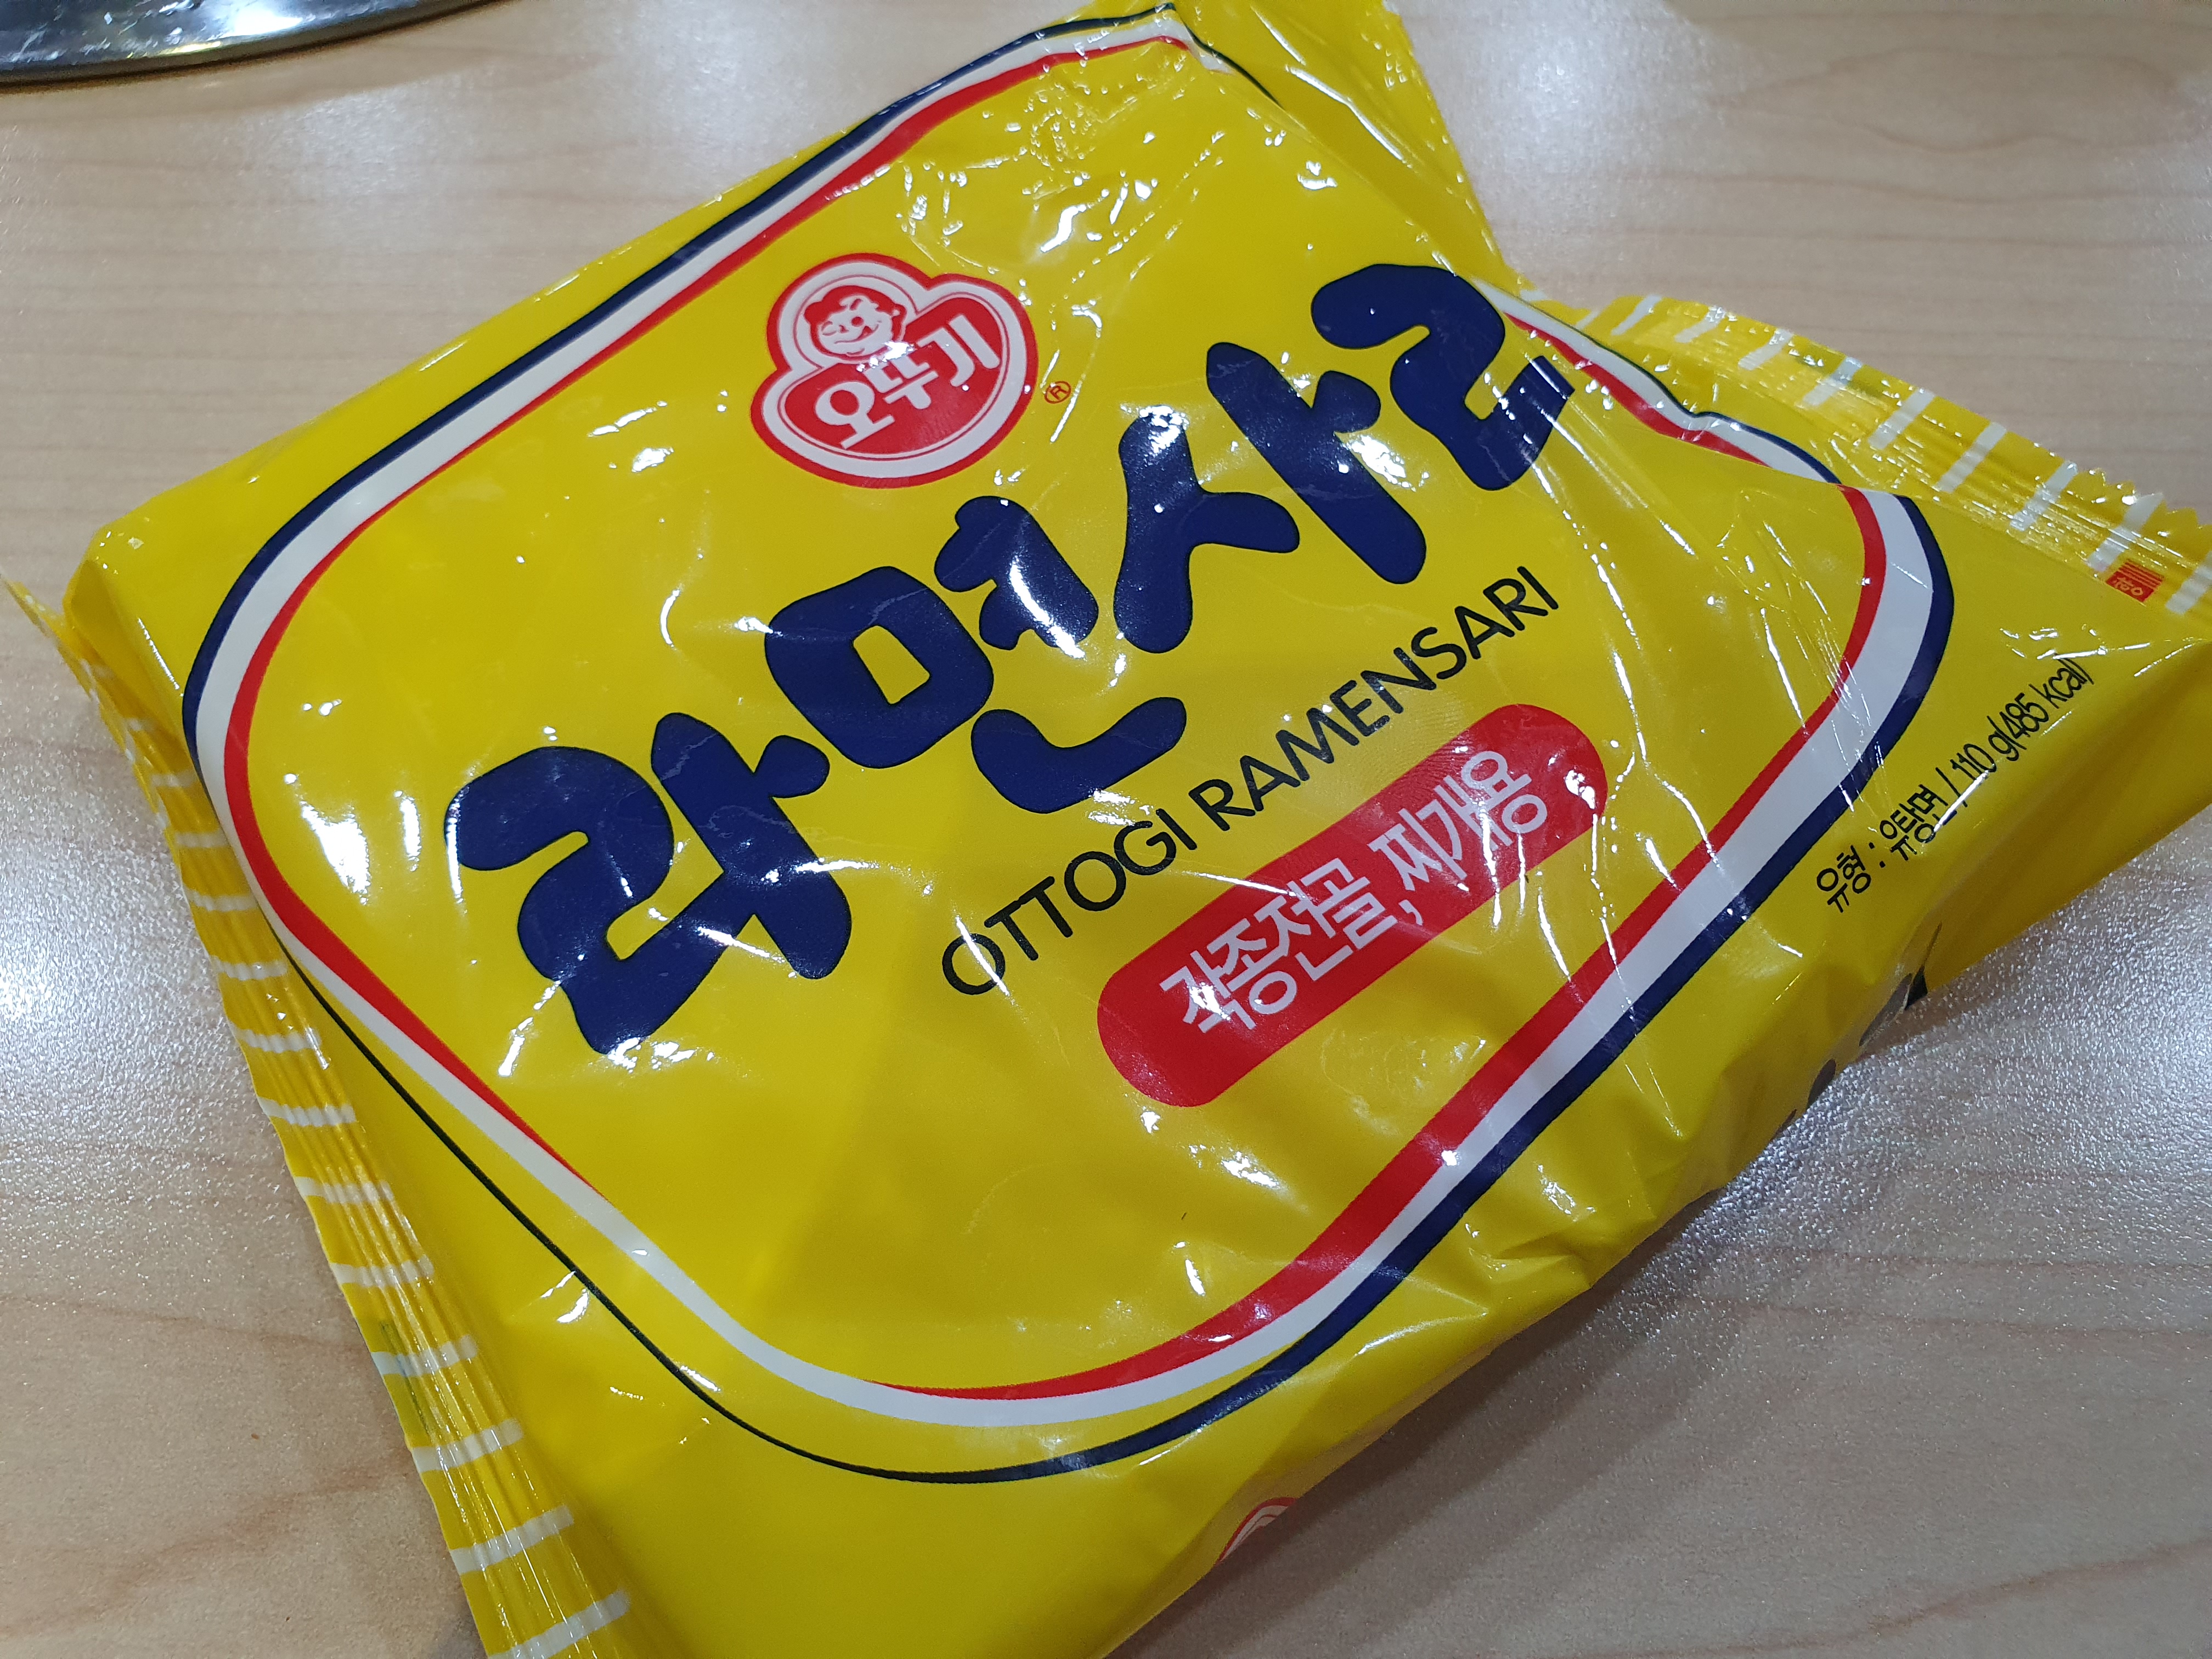 오뚜기
®
라면사리
OTTOGI RAMENSARI
각종전골, 찌개용
유형 : 유탕면 / 110 g(485 kcal)